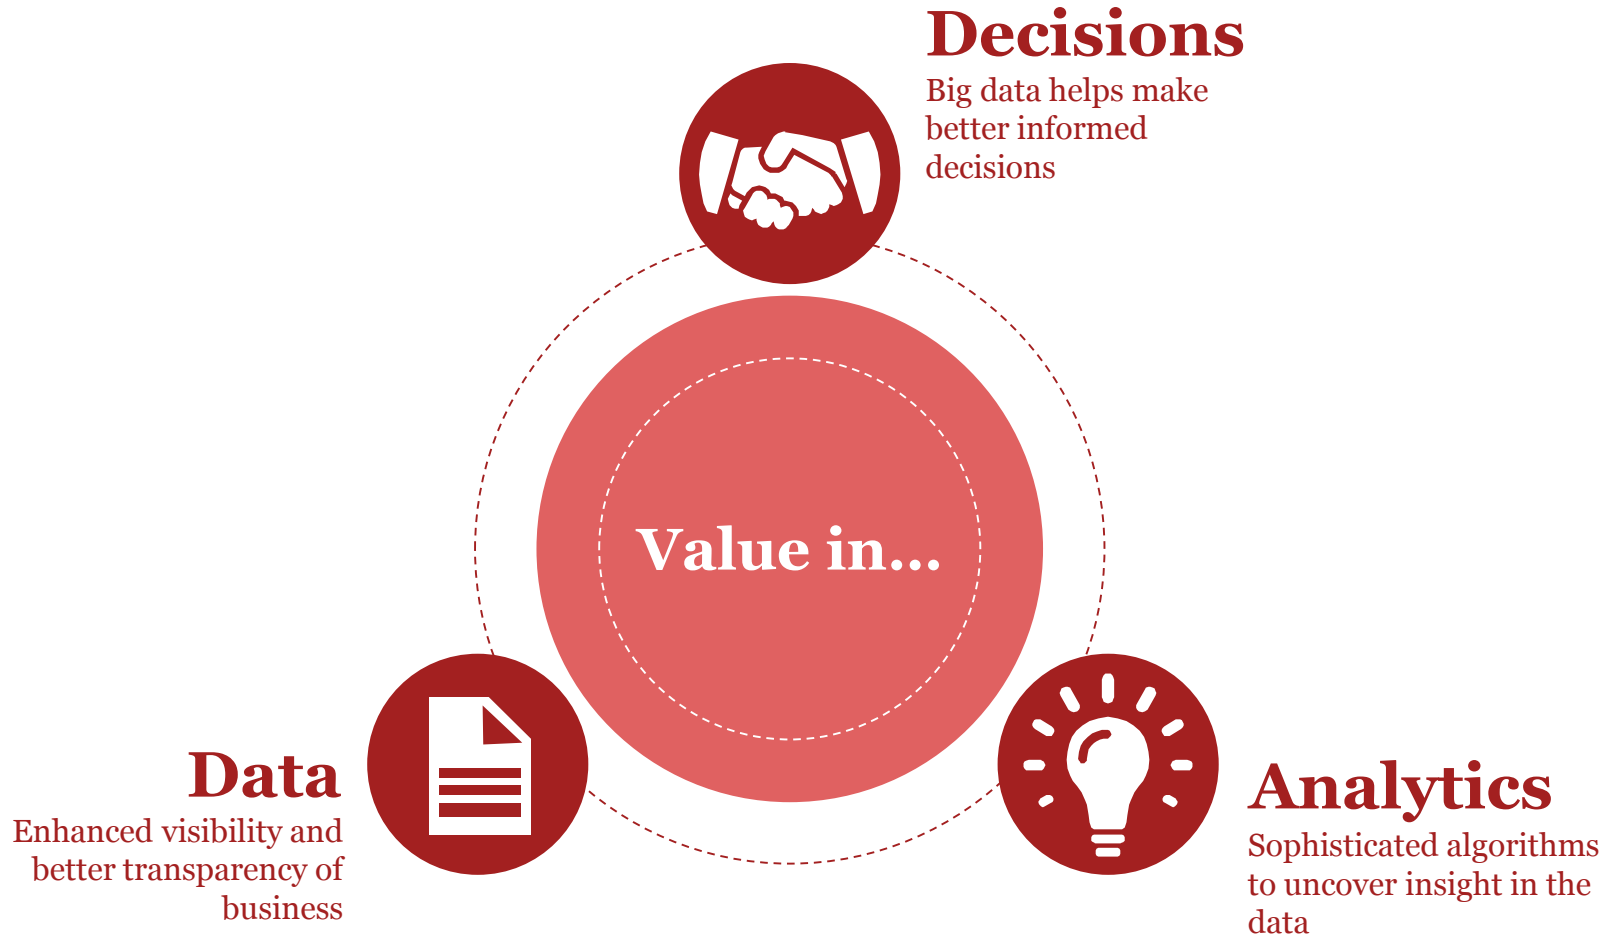 Decisions
Big data helps make
better informed
decisions
Value in...
Data
Enhanced visibility and
better transparency of
business
Analytics
Sophisticated algorithms
to uncover insight in the
data